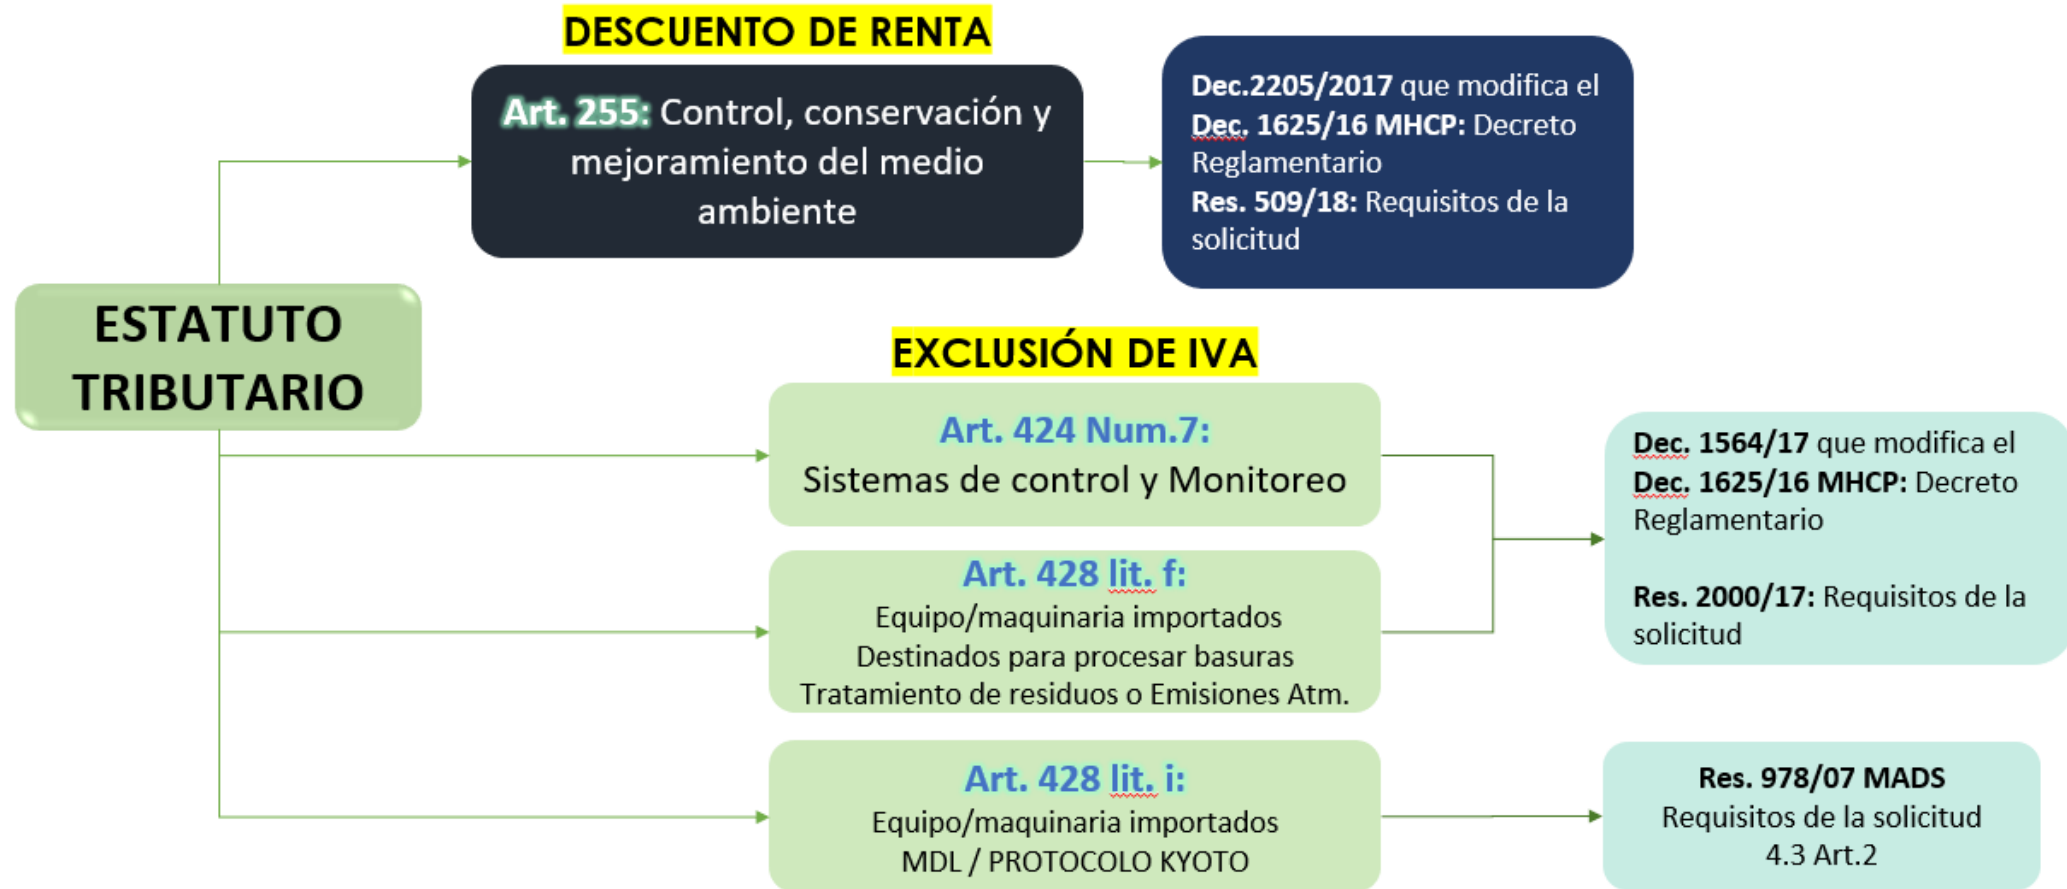 DESCUENTO DE RENTA
Art. 255: Control, conservación y
mejoramiento del medio
ambiente
Dec.2205/2017 que modifica el
Dec. 1625/16 MHCP: Decreto
Reglamentario
Res. 509/18: Requisitos de la
solicitud
ESTATUTO
TRIBUTARIO
EXCLUSIÓN DE IVA
Art. 424 Num.7:
Sistemas de control y Monitoreo
Art. 428 lit. f:
Equipo/maquinaria importados
Destinados para procesar basuras
Tratamiento de residuos o Emisiones Atm.
Dec. 1564/17 que modifica el
Dec. 1625/16 MHCP: Decreto
Reglamentario
Res. 2000/17: Requisitos de la
solicitud
Art. 428 lit. i:
Equipo/maquinaria importados
MDL / PROTOCOLO KYOTO
Res. 978/07 MADS
Requisitos de la solicitud
4.3 Art.2